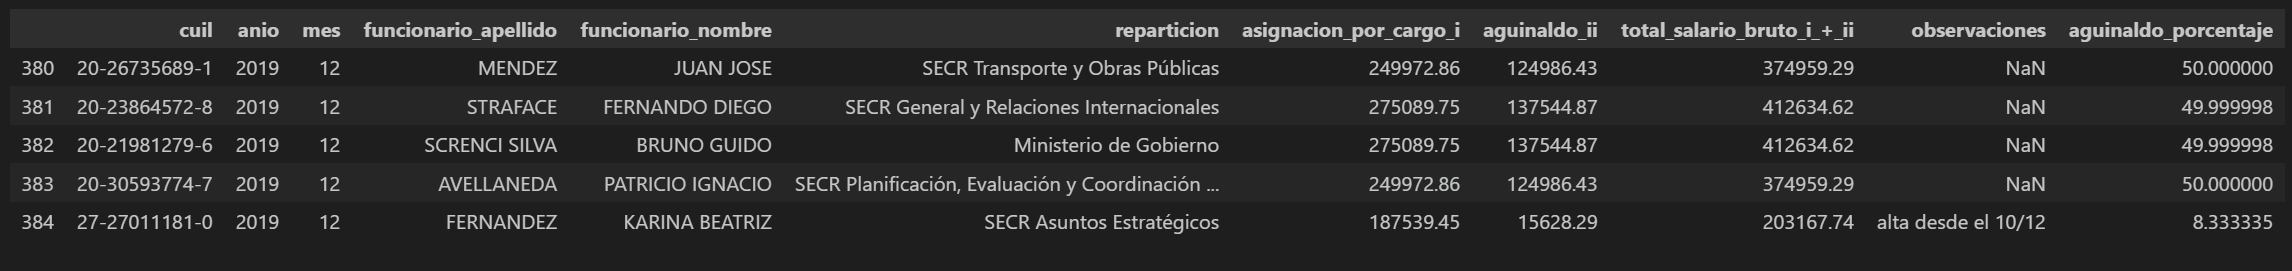 cuil anio mes funcionario_apellido funcionario_nombre reparticion asignacion_por_cargo_i aguinaldo_ii total_salario_bruto_i_+_ii observaciones aguinaldo_porcentaje
380 20-26735689-1 2019 12 MENDEZ JUAN JOSE SECR Transporte y Obras Públicas 249972.86 124986.43 374959.29 NaN 50.000000
381 20-23864572-8 2019 12 STRAFACE FERNANDO DIEGO SECR General y Relaciones Internacionales 275089.75 137544.87 412634.62 NaN 49.999998
382 20-21981279-6 2019 12 SCRENCI SILVA BRUNO GUIDO Ministerio de Gobierno 275089.75 137544.87 412634.62 NaN 49.999998
383 20-30593774-7 2019 12 AVELLANEDA PATRICIO IGNACIO SECR Planificación, Evaluación y Coordinación ... 249972.86 124986.43 374959.29 NaN 50.000000
384 27-27011181-0 2019 12 FERNANDEZ KARINA BEATRIZ SECR Asuntos Estratégicos 187539.45 15628.29 203167.74 alta desde el 10/12 8.333335